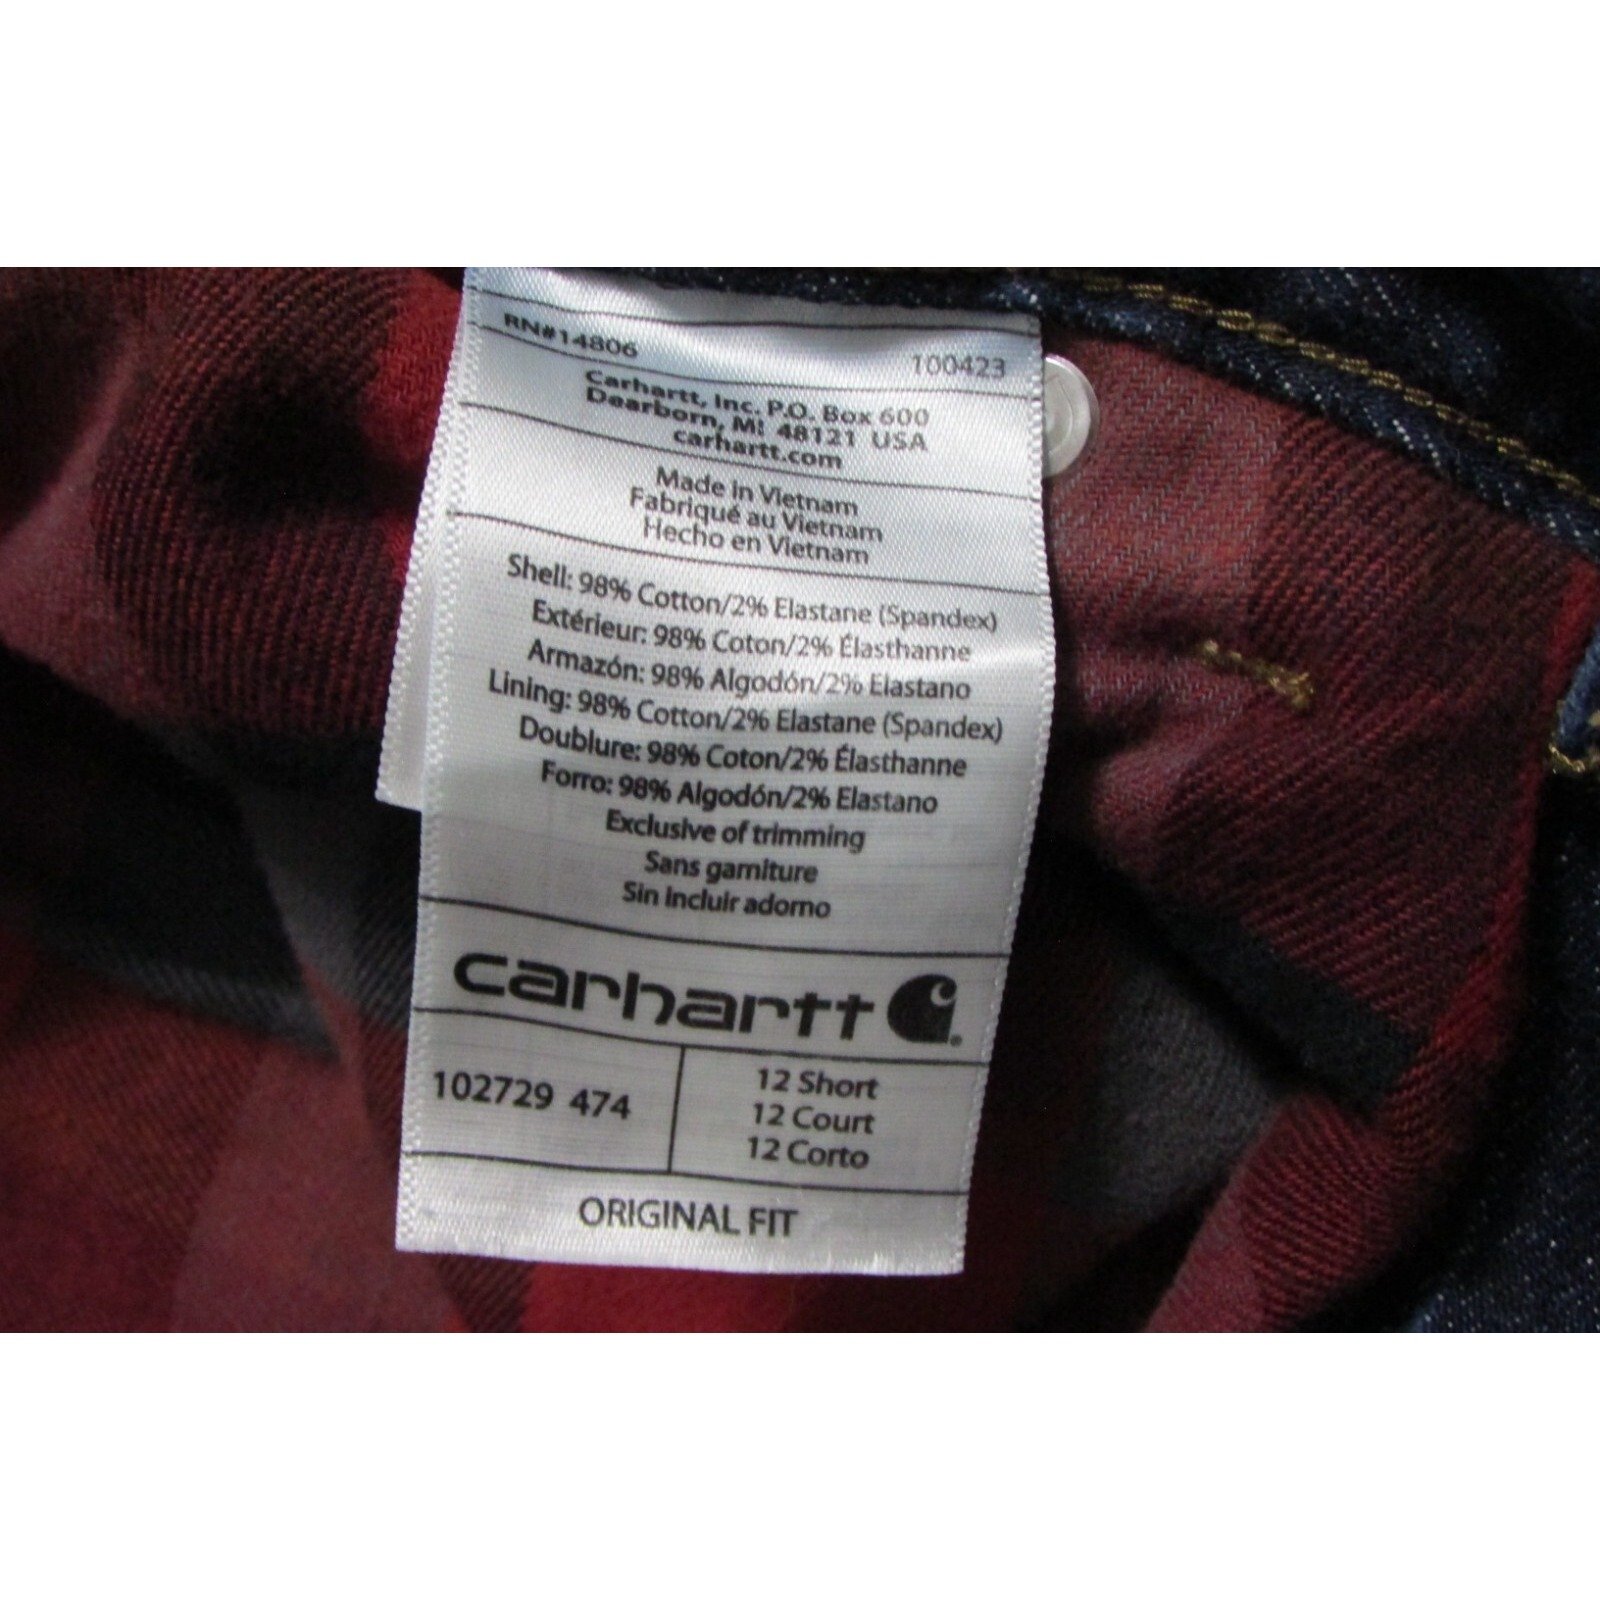 RN#14806 100423
Carhartt, Inc. P.O. Box 600
Dearborn, MI 48121 USA
carhartt.com
Made in Vietnam
Fabriqué au Vietnam
Hecho en Vietnam
Shell: 98% Cotton/2% Elastane (Spandex)
Extérieur: 98% Coton/2% Élasthanne
Armazón: 98% Algodón/2% Elastano
Lining: 98% Cotton/2% Elastane (Spandex)
Doublure: 98% Coton/2% Élasthanne
Forro: 98% Algodón/2% Elastano
Exclusive of trimming
Sans garniture
Sin incluir adorno
carhartt
102729 474
12 Short
12 Court
12 Corto
ORIGINAL FIT